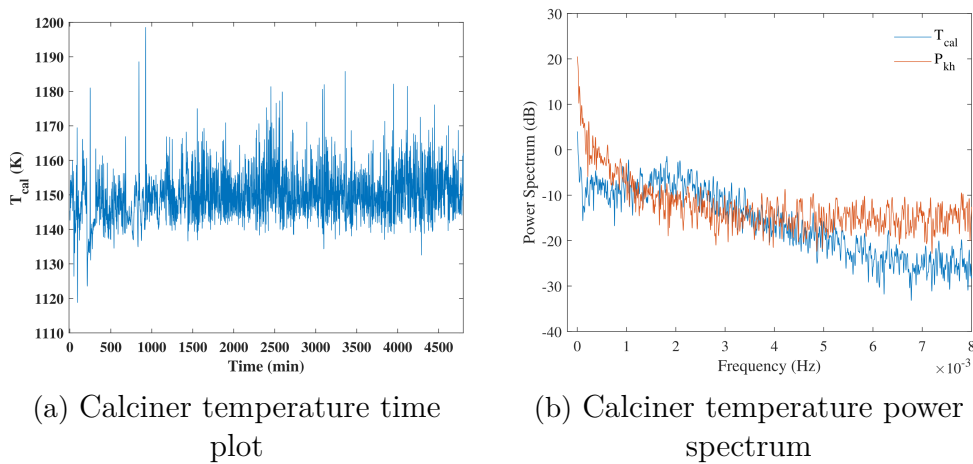 1200
1190
1180
1170
1160
1150
1140
1130
1120
1110
T_cal (K)
0 500 1000 1500 2000 2500 3000 3500 4000 4500
Time (min)
(a) Calciner temperature time
plot
30
20
10
0
-10
-20
-30
-40
Power Spectrum (dB)
T_cal
P_kh
0 1 2 3 4 5 6 7 8
Frequency (Hz)
×10⁻³
(b) Calciner temperature power
spectrum